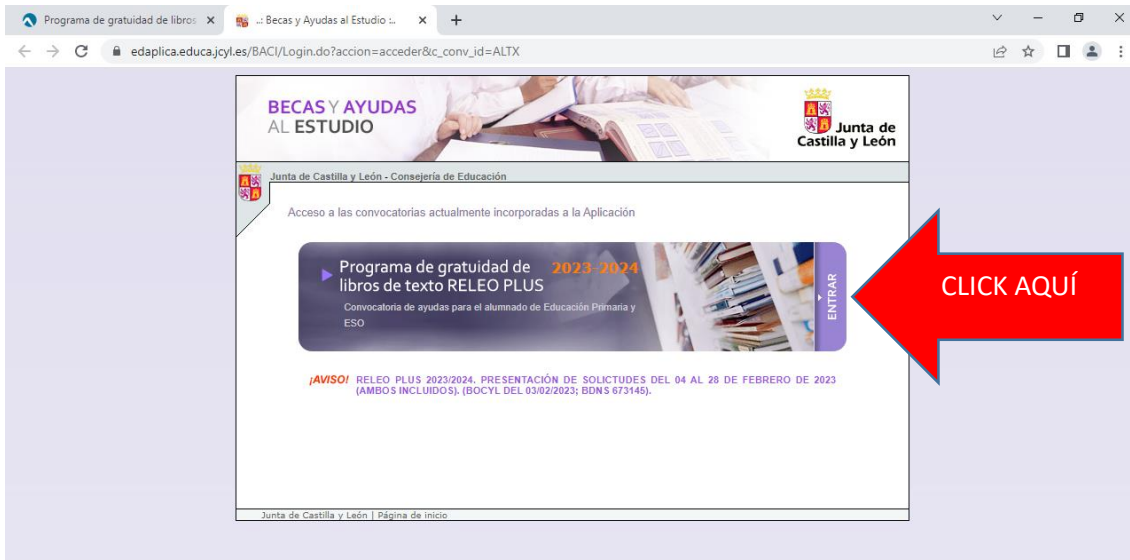 Programa de gratuidad de libros
..: Becas y Ayudas al Estudio :..
edaplica.educa.jcyl.es/BACI/Login.do?accion=acceder&c_conv_id=ALTX
BECAS Y AYUDAS
AL ESTUDIO
Junta de
Castilla y León
Junta de Castilla y León - Consejería de Educación
Acceso a las convocatorias actualmente incorporadas a la Aplicación
Programa de gratuidad de 2023-2024
libros de texto RELEO PLUS
Convocatoria de ayudas para el alumnado de Educación Primaria y
ESO
ENTRAR
CLICK AQUÍ
¡AVISO! RELEO PLUS 2023/2024. PRESENTACIÓN DE SOLICTUDES DEL 04 AL 28 DE FEBRERO DE 2023
(AMBOS INCLUIDOS). (BOCYL DEL 03/02/2023; BDNS 673145).
Junta de Castilla y León | Página de inicio